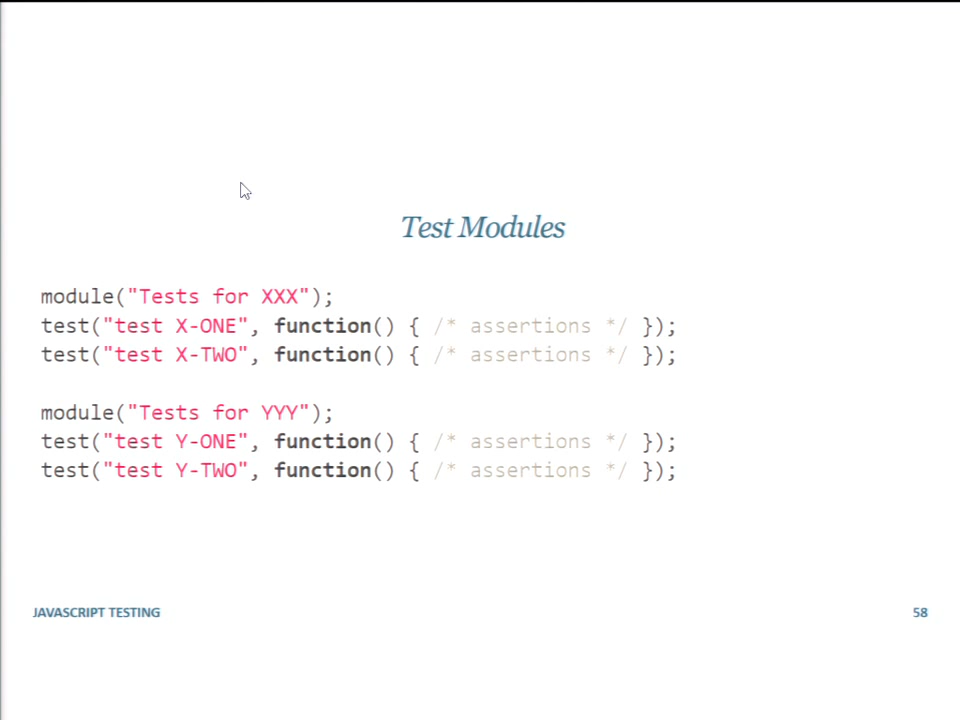 Test Modules
module("Tests for XXX");
test("test X-ONE", function() { /* assertions */ });
test("test X-TWO", function() { /* assertions */ });
module("Tests for YYY");
test("test Y-ONE", function() { /* assertions */ });
test("test Y-TWO", function() { /* assertions */ });
JAVASCRIPT TESTING 58